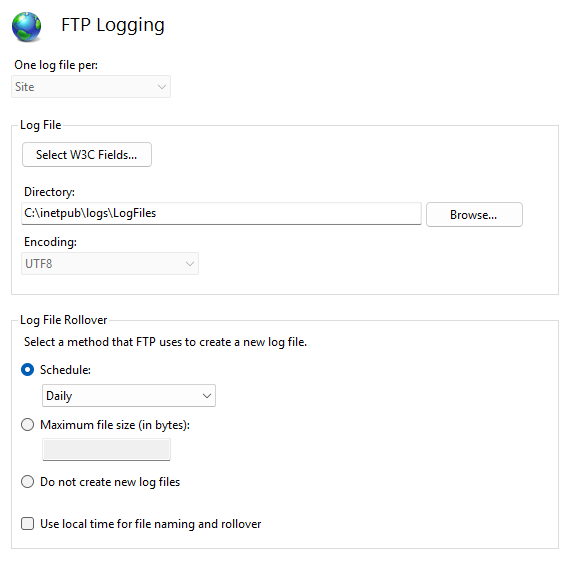 FTP Logging
One log file per:
Site
Log File
Select W3C Fields...
Directory:
C:\inetpub\logs\LogFiles
Browse...
Encoding:
UTF8
Log File Rollover
Select a method that FTP uses to create a new log file.
Schedule:
Daily
Maximum file size (in bytes):
Do not create new log files
Use local time for file naming and rollover